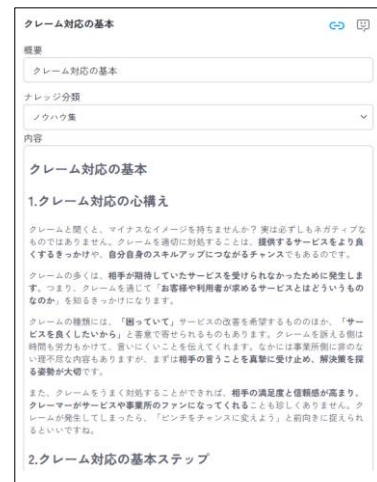 クレーム対応の基本
概要
クレーム対応の基本
ナレッジ分類
ノウハウ集
内容
クレーム対応の基本
1.クレーム対応の心構え
クレームと聞くと、マイナスなイメージを持ちませんか？ 実は必ずしもネガティブな
ものではありません。クレームを適切に対処することは、提供するサービスをより良
くするきっかけや、自分自身のスキルアップにつながるチャンスでもあるのです。
クレームの多くは、相手が期待していたサービスを受けられなかったために発生しま
す。つまり、クレームを通じて「お客様や利用者が求めるサービスとはどういうもの
なのか」を知るきっかけになります。
クレームの種類には、「困っていて」サービスの改善を希望するもののほか、「サー
ビスを良くしたいから」と善意で寄せられるものもあります。クレームを訴える側は
時間も労力もかけて、言いにくいことを伝えてくれます。なかには事業所側に非のな
い理不尽な内容もありますが、まずは相手の言うことを真摯に受け止め、解決策を探
る姿勢が大切です。
また、クレームをうまく対処することができれば、相手の満足度と信頼感が高まり、
クレーマーがサービスや事業所のファンになってくれることも珍しくありません。ク
レームが発生してしまったら、「ピンチをチャンスに変えよう」と前向きに捉えられ
るといいですね。
2.クレーム対応の基本ステップ